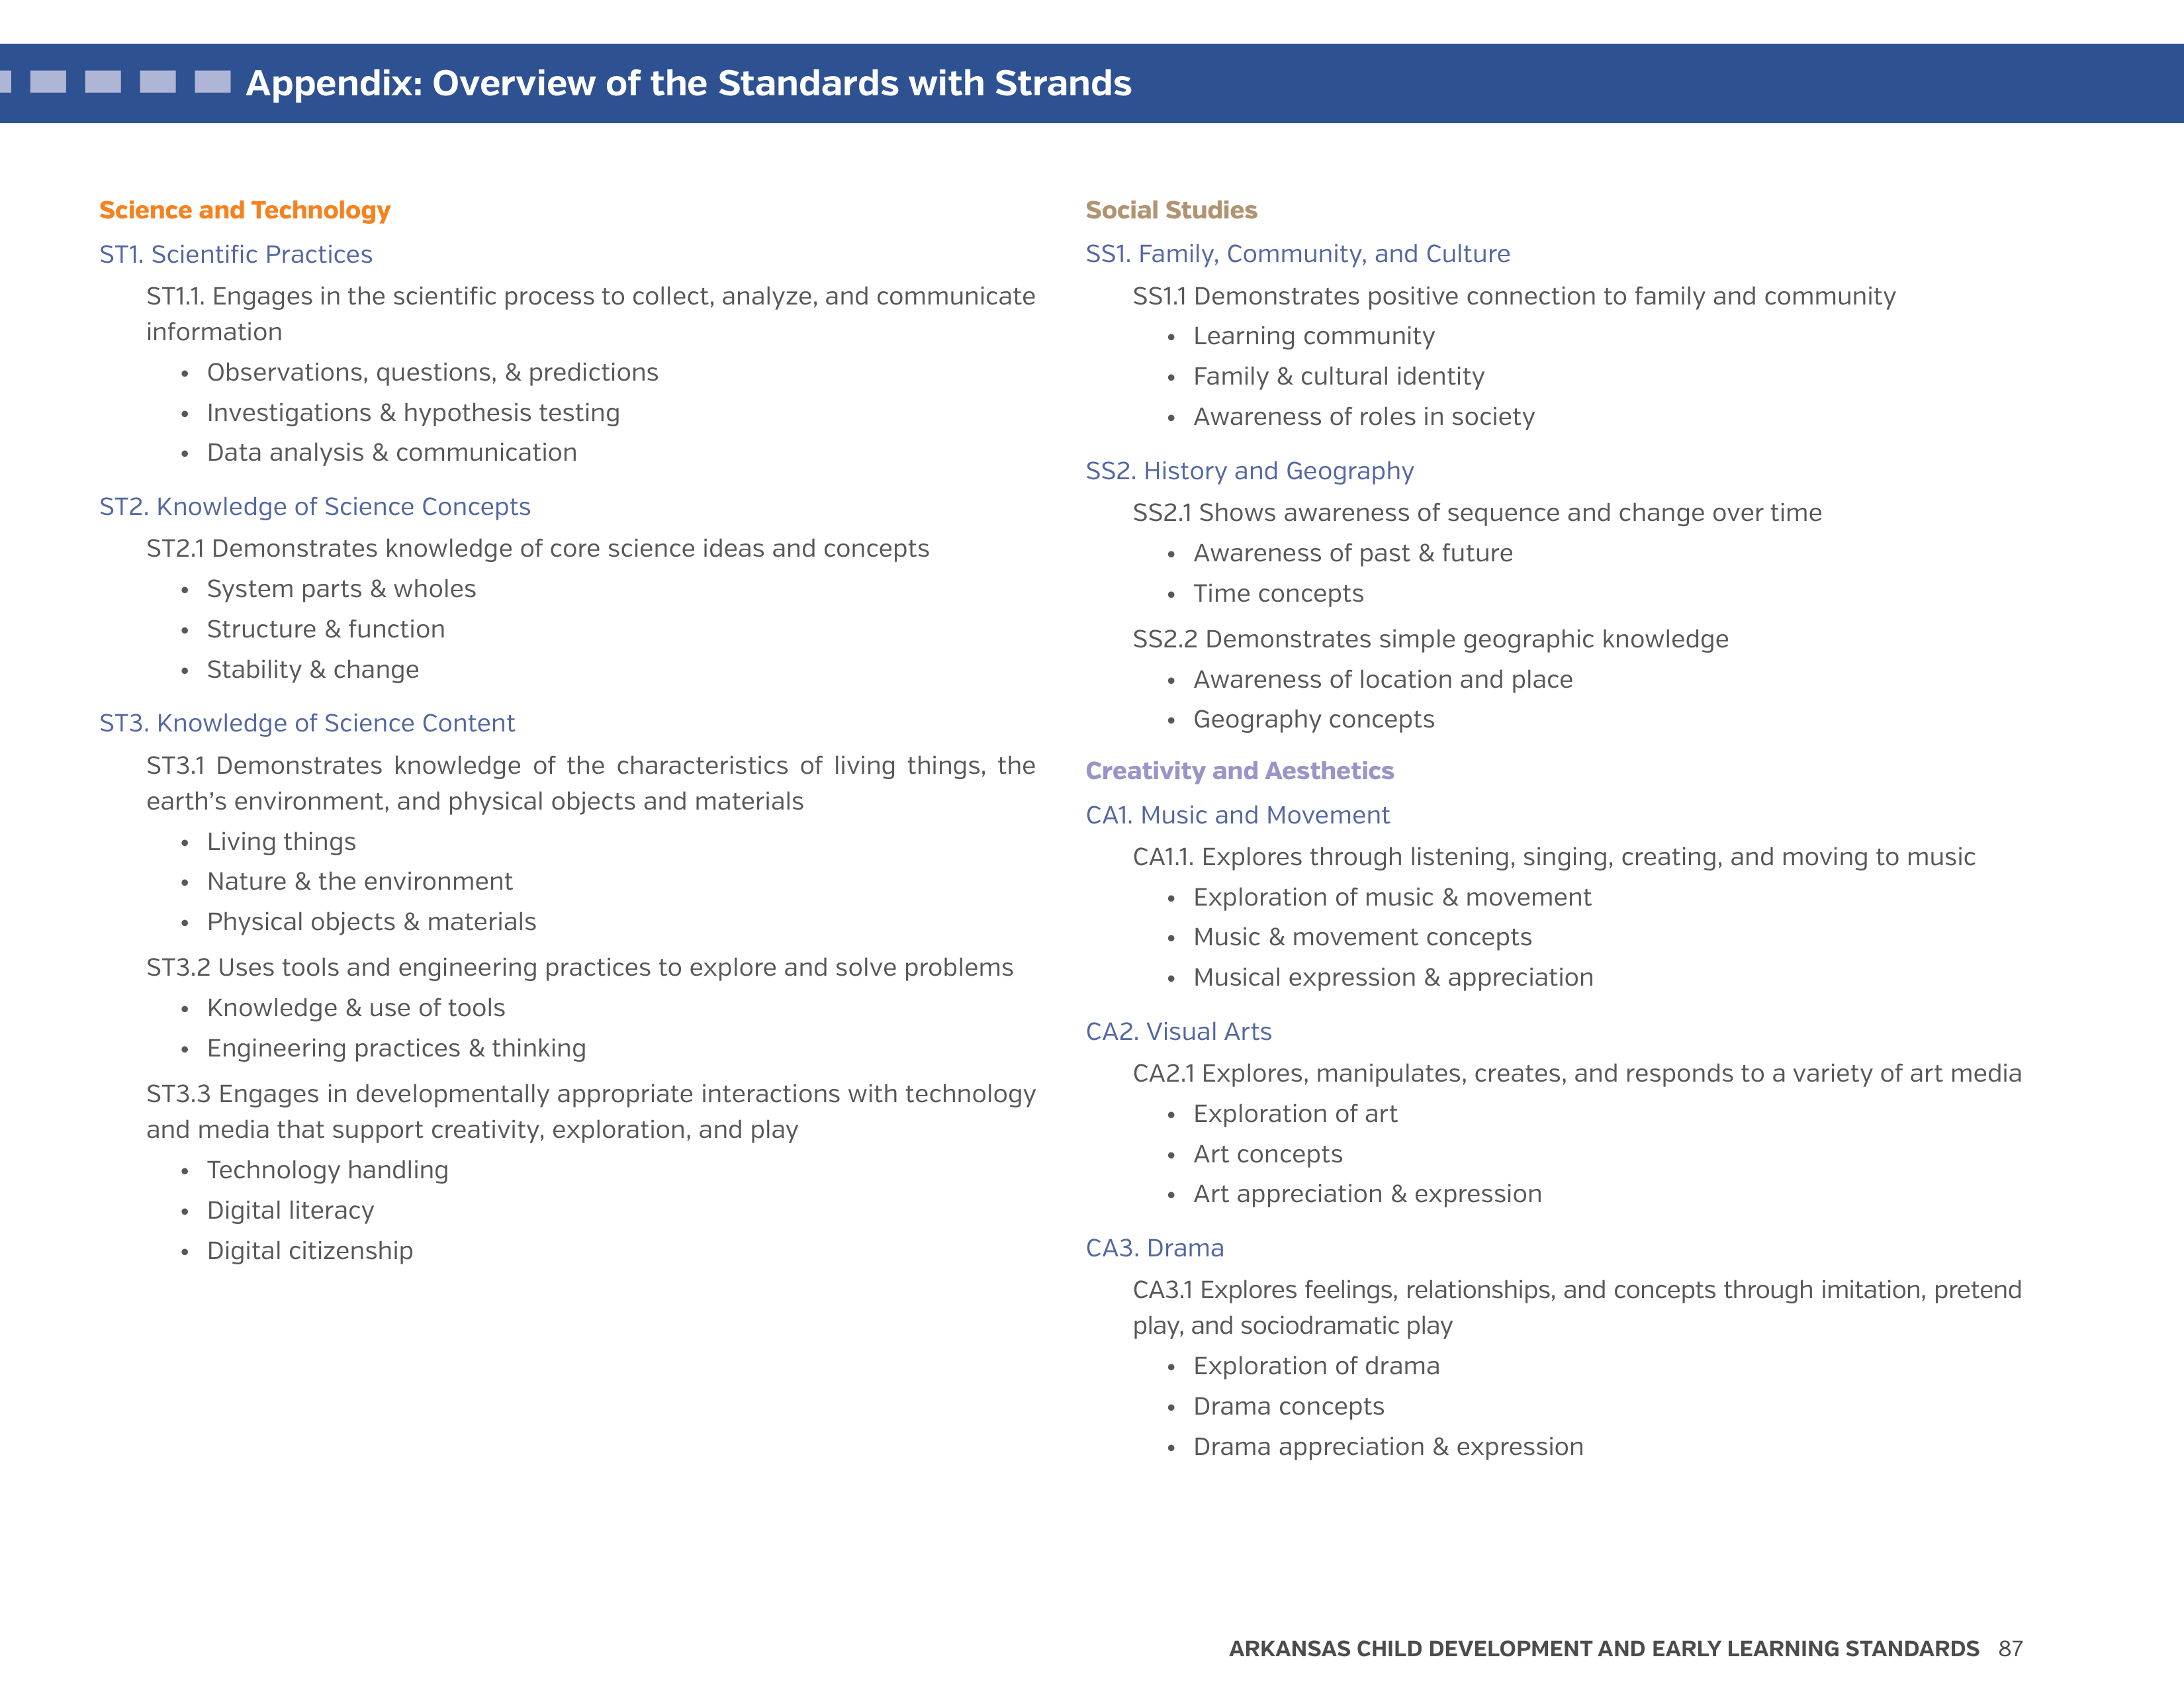 Appendix: Overview of the Standards with Strands
Science and Technology
ST1. Scientific Practices
ST1.1. Engages in the scientific process to collect, analyze, and communicate
information
• Observations, questions, & predictions
• Investigations & hypothesis testing
• Data analysis & communication
ST2. Knowledge of Science Concepts
ST2.1 Demonstrates knowledge of core science ideas and concepts
• System parts & wholes
• Structure & function
• Stability & change
ST3. Knowledge of Science Content
ST3.1 Demonstrates knowledge of the characteristics of living things, the
earth’s environment, and physical objects and materials
• Living things
• Nature & the environment
• Physical objects & materials
ST3.2 Uses tools and engineering practices to explore and solve problems
• Knowledge & use of tools
• Engineering practices & thinking
ST3.3 Engages in developmentally appropriate interactions with technology
and media that support creativity, exploration, and play
• Technology handling
• Digital literacy
• Digital citizenship
Social Studies
SS1. Family, Community, and Culture
SS1.1 Demonstrates positive connection to family and community
• Learning community
• Family & cultural identity
• Awareness of roles in society
SS2. History and Geography
SS2.1 Shows awareness of sequence and change over time
• Awareness of past & future
• Time concepts
SS2.2 Demonstrates simple geographic knowledge
• Awareness of location and place
• Geography concepts
Creativity and Aesthetics
CA1. Music and Movement
CA1.1. Explores through listening, singing, creating, and moving to music
• Exploration of music & movement
• Music & movement concepts
• Musical expression & appreciation
CA2. Visual Arts
CA2.1 Explores, manipulates, creates, and responds to a variety of art media
• Exploration of art
• Art concepts
• Art appreciation & expression
CA3. Drama
CA3.1 Explores feelings, relationships, and concepts through imitation, pretend
play, and sociodramatic play
• Exploration of drama
• Drama concepts
• Drama appreciation & expression
ARKANSAS CHILD DEVELOPMENT AND EARLY LEARNING STANDARDS 87